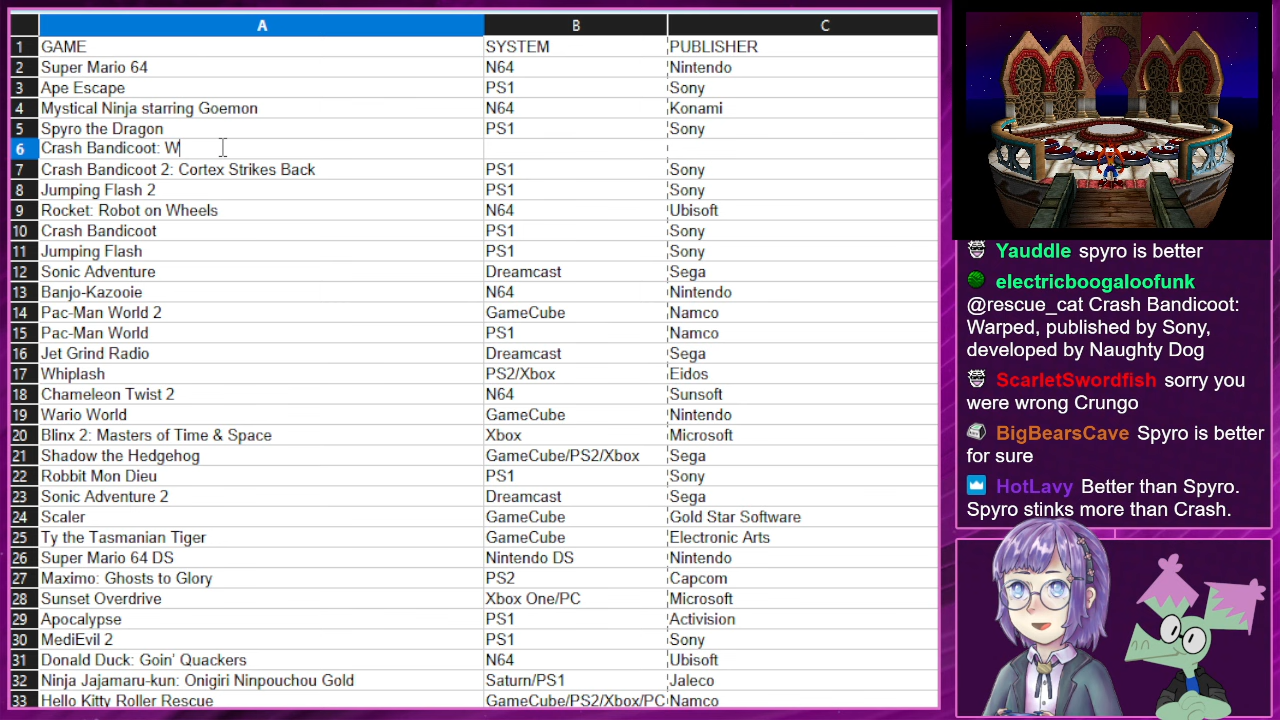 A B C
1 GAME SYSTEM PUBLISHER
2 Super Mario 64 N64 Nintendo
3 Ape Escape PS1 Sony
4 Mystical Ninja starring Goemon N64 Konami
5 Spyro the Dragon PS1 Sony
6 Crash Bandicoot: W
7 Crash Bandicoot 2: Cortex Strikes Back PS1 Sony
8 Jumping Flash 2 PS1 Sony
9 Rocket: Robot on Wheels N64 Ubisoft
10 Crash Bandicoot PS1 Sony
11 Jumping Flash PS1 Sony
12 Sonic Adventure Dreamcast Sega
13 Banjo-Kazooie N64 Nintendo
14 Pac-Man World 2 GameCube Namco
15 Pac-Man World PS1 Namco
16 Jet Grind Radio Dreamcast Sega
17 Whiplash PS2/Xbox Eidos
18 Chameleon Twist 2 N64 Sunsoft
19 Wario World GameCube Nintendo
20 Blinx 2: Masters of Time & Space Xbox Microsoft
21 Shadow the Hedgehog GameCube/PS2/Xbox Sega
22 Robbit Mon Dieu PS1 Sony
23 Sonic Adventure 2 Dreamcast Sega
24 Scaler GameCube Gold Star Software
25 Ty the Tasmanian Tiger GameCube Electronic Arts
26 Super Mario 64 DS Nintendo DS Nintendo
27 Maximo: Ghosts to Glory PS2 Capcom
28 Sunset Overdrive Xbox One/PC Microsoft
29 Apocalypse PS1 Activision
30 MediEvil 2 PS1 Sony
31 Donald Duck: Goin' Quackers N64 Ubisoft
32 Ninja Jajamaru-kun: Onigiri Ninpouchou Gold Saturn/PS1 Jaleco
33 Hello Kitty Roller Rescue GameCube/PS2/Xbox/PC Namco
Yauddle spyro is better
electricboogaloofunk
@rescue_cat Crash Bandicoot:
Warped, published by Sony,
developed by Naughty Dog
ScarletSwordfish sorry you
were wrong Crungo
BigBearsCave Spyro is better
for sure
HotLavy Better than Spyro.
Spyro stinks more than Crash.